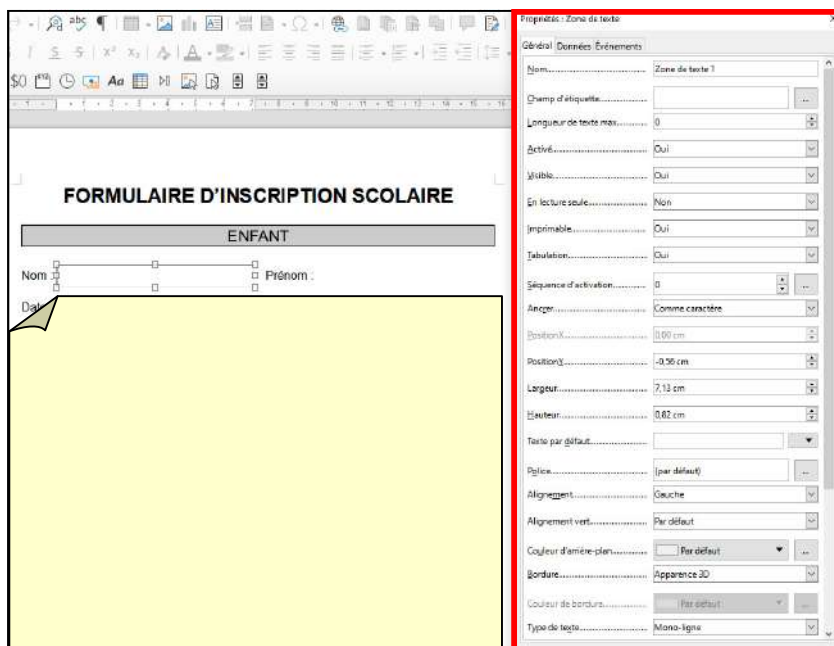 FORMULAIRE D'INSCRIPTION SCOLAIRE
ENFANT
Nom : Prénom :
Date
Propriétés : Zone de texte
Général Données Événements
Nom Zone de texte 1
Champ d'étiquette ...
Longueur de texte max 0
Activé Oui
Visible Oui
En lecture seule Non
Imprimable Oui
Tabulation Oui
Séquence d'activation 0 ...
Ancrer Comme caractère
PositionX 0,00 cm
PositionY -0,56 cm
Largeur 7,13 cm
Hauteur 0,82 cm
Texte par défaut
Police (par défaut) ...
Alignement Gauche
Alignement vert. Par défaut
Couleur d'arrière-plan Par défaut ...
Bordure Apparence 3D
Couleur de bordure Par défaut ...
Type de texte Mono-ligne